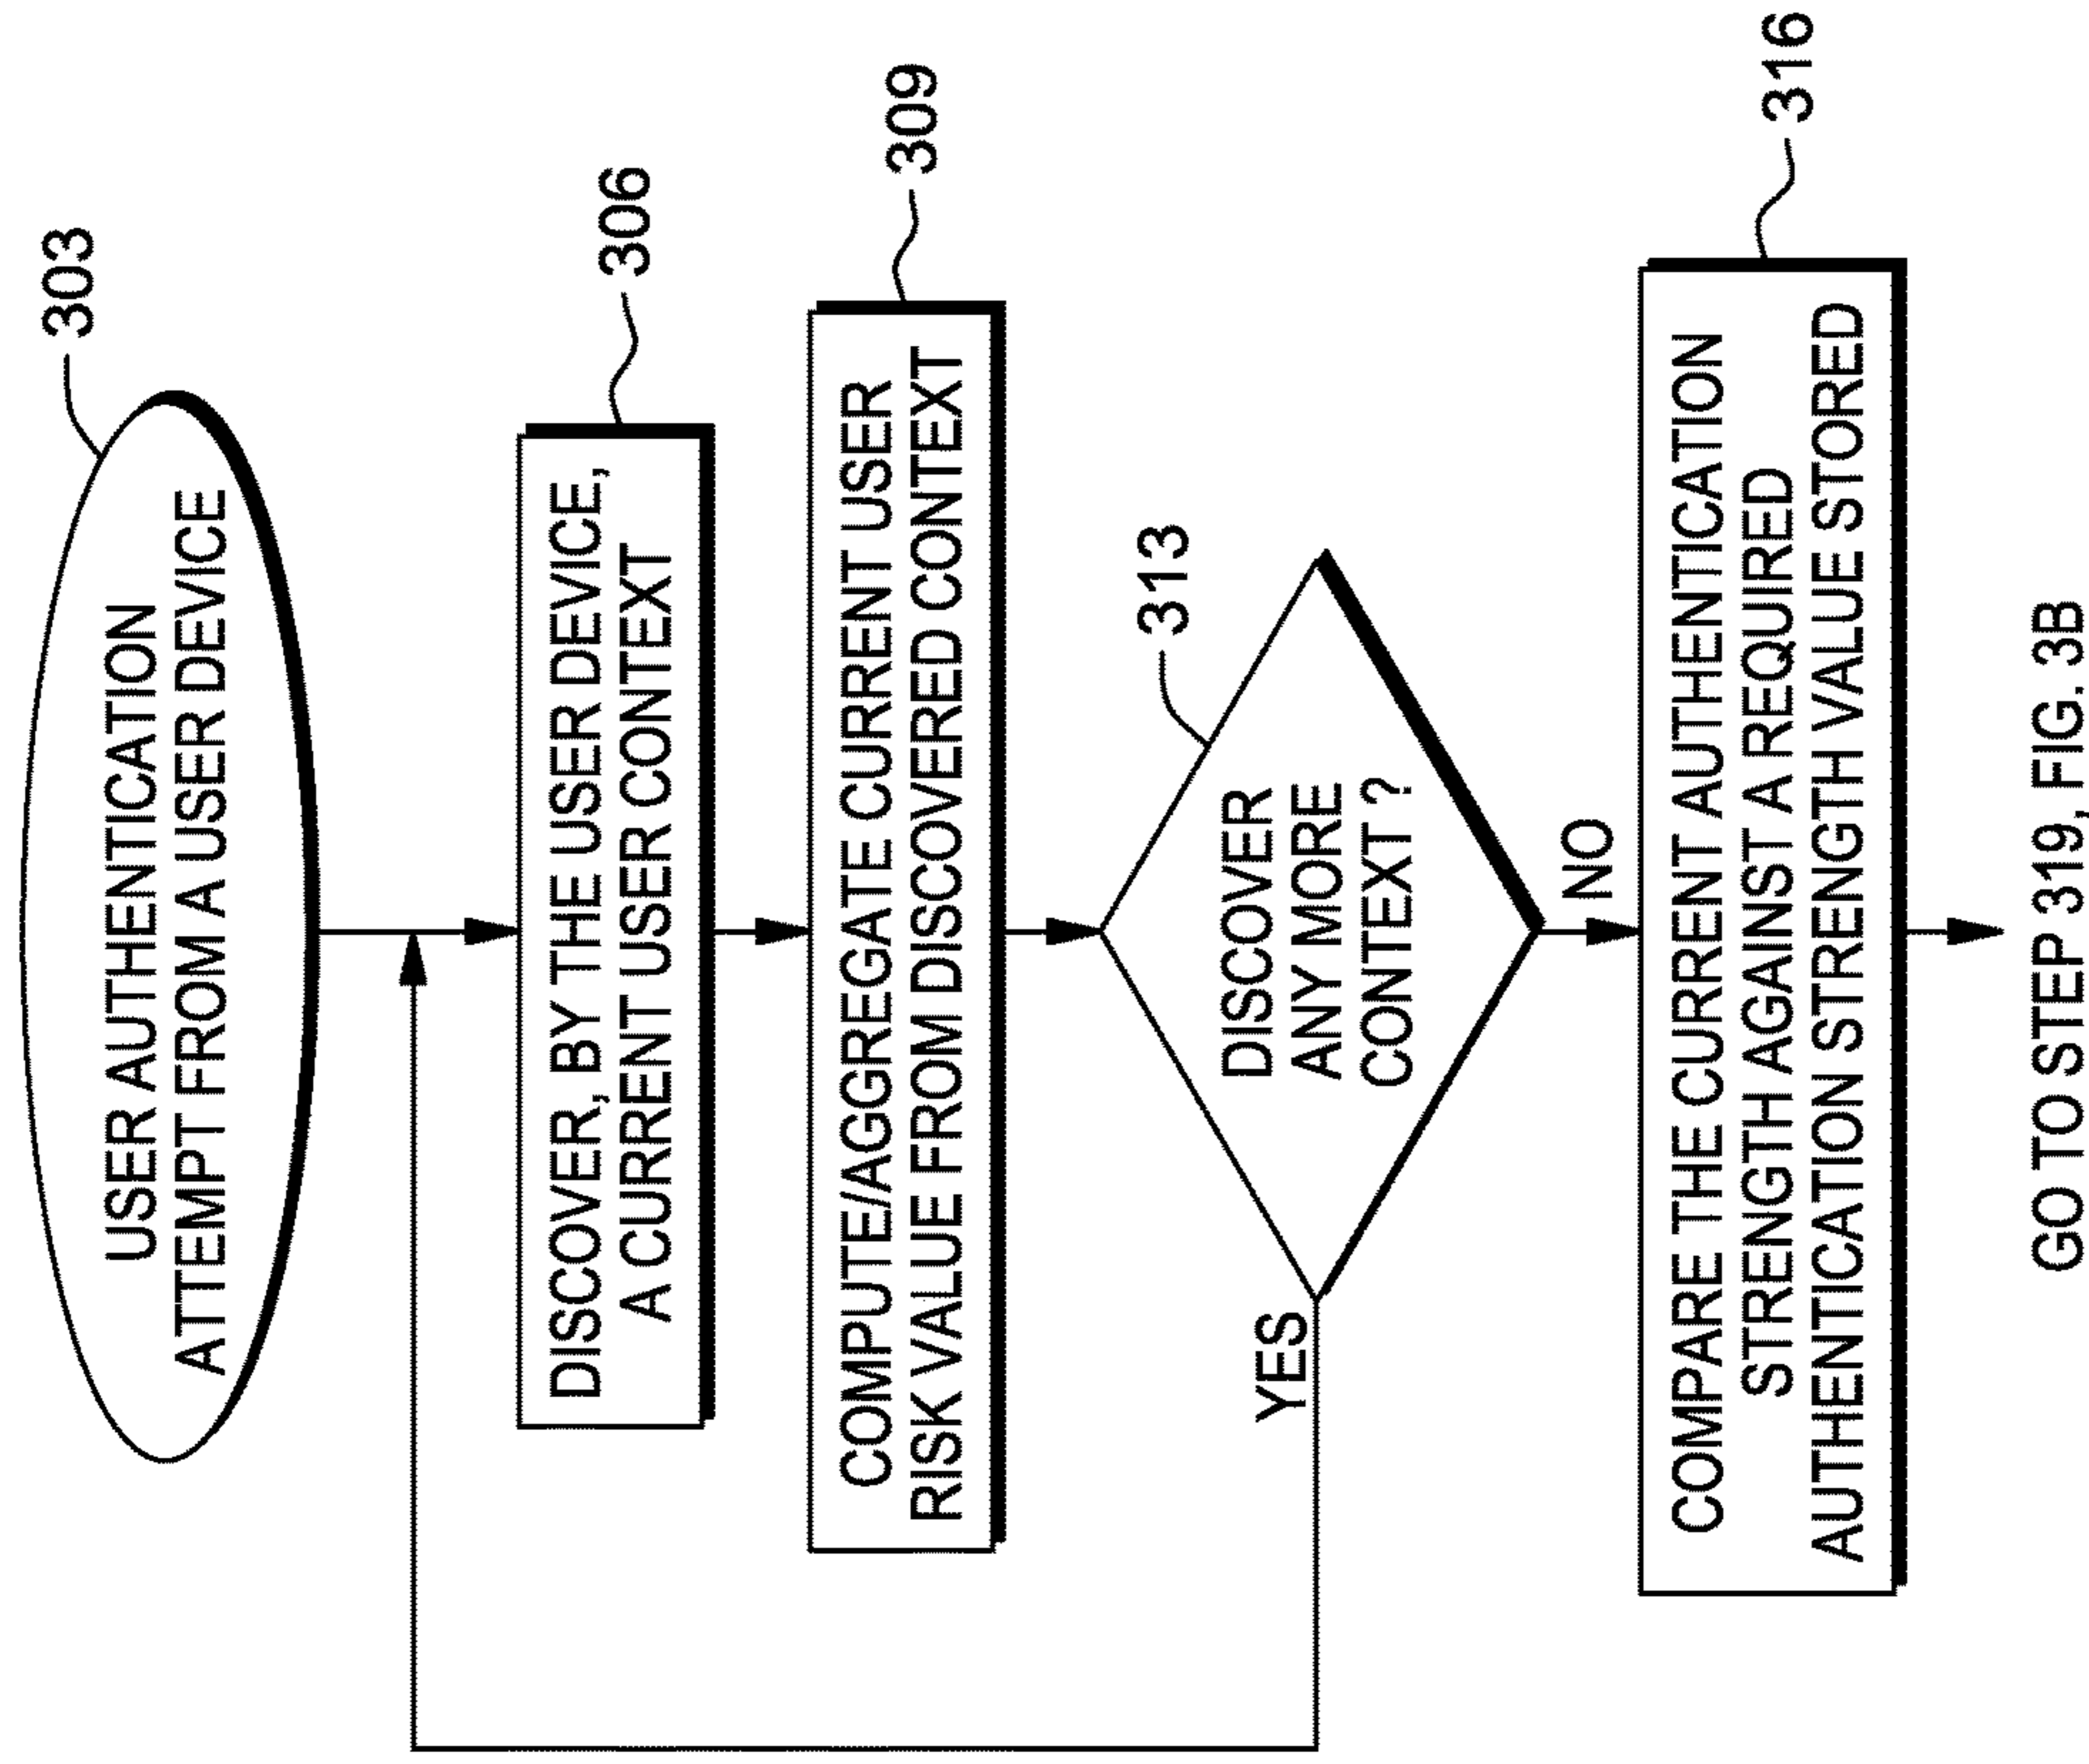 303
USER AUTHENTICATION
ATTEMPT FROM A USER DEVICE
306
DISCOVER, BY THE USER DEVICE,
A CURRENT USER CONTEXT
309
COMPUTE/AGGREGATE CURRENT USER
RISK VALUE FROM DISCOVERED CONTEXT
313
DISCOVER
ANY MORE
CONTEXT ?
YES
NO
316
COMPARE THE CURRENT AUTHENTICATION
STRENGTH AGAINST A REQUIRED
AUTHENTICATION STRENGTH VALUE STORED
GO TO STEP 319, FIG. 3B